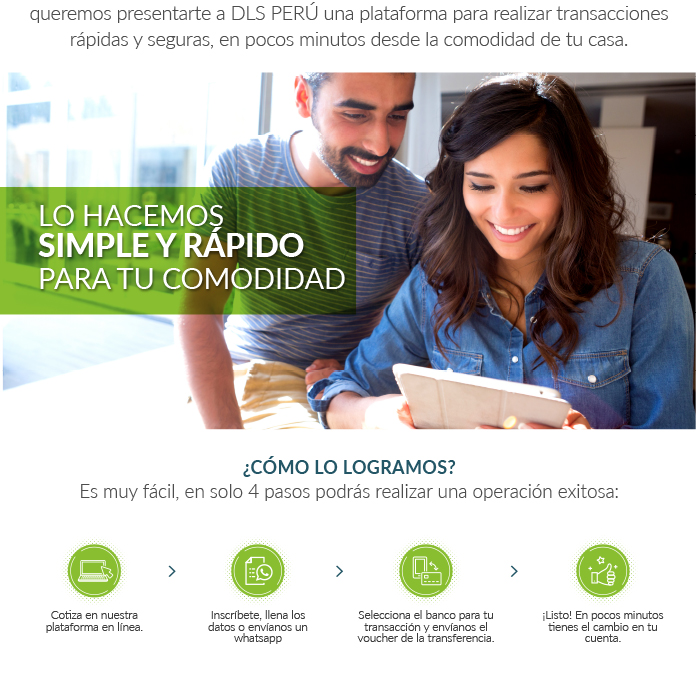 queremos presentarte a DLS PERÚ una plataforma para realizar transacciones
rápidas y seguras, en pocos minutos desde la comodidad de tu casa.
LO HACEMOS
SIMPLE Y RÁPIDO
PARA TU COMODIDAD
¿CÓMO LO LOGRAMOS?
Es muy fácil, en solo 4 pasos podrás realizar una operación exitosa:
Cotiza en nuestra
plataforma en línea.
Inscríbete, llena los
datos o envíanos un
whatsapp
Selecciona el banco para tu
transacción y envíanos el
voucher de la transferencia.
¡Listo! En pocos minutos
tienes el cambio en tu
cuenta.